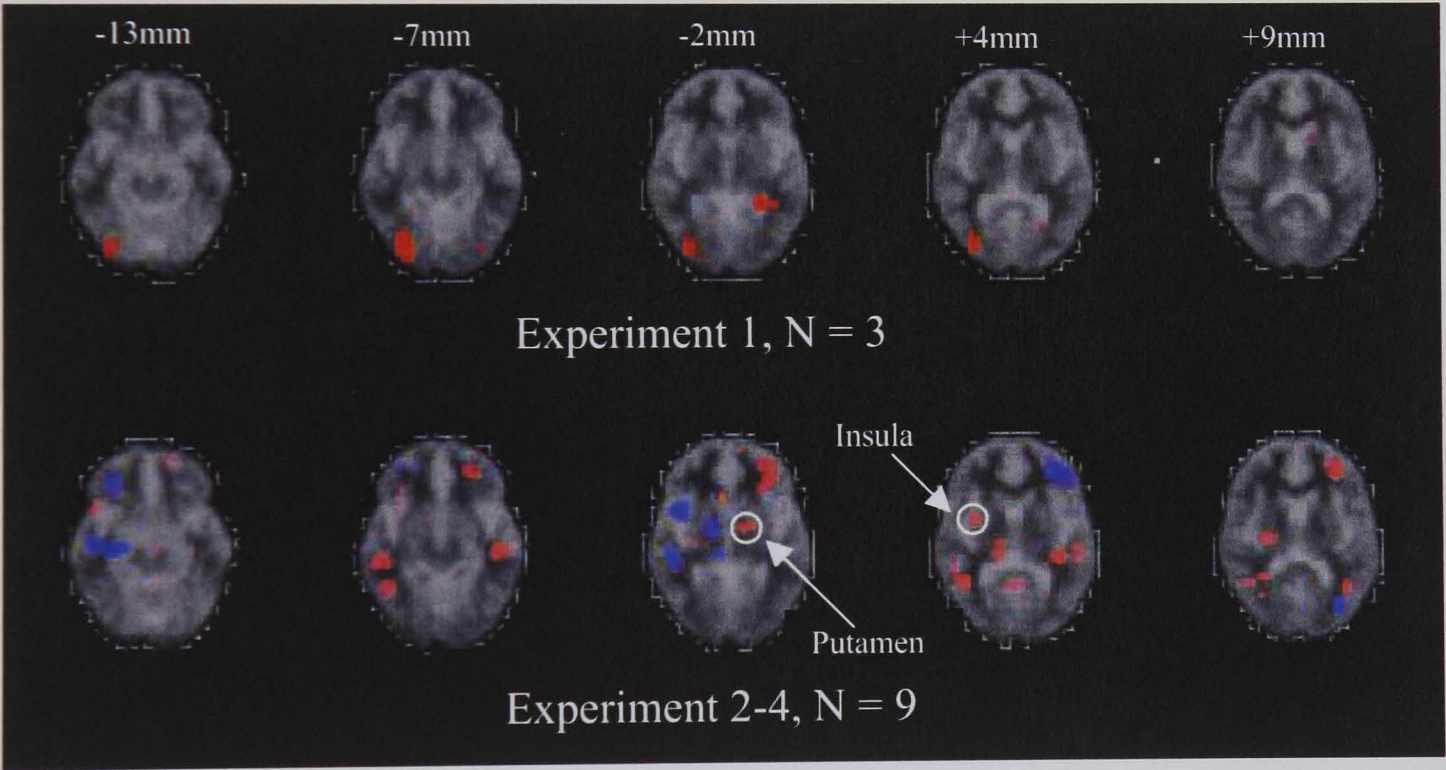 -13mm -7mm -2mm +4mm +9mm
Experiment 1, N = 3
Insula
Putamen
Experiment 2-4, N = 9